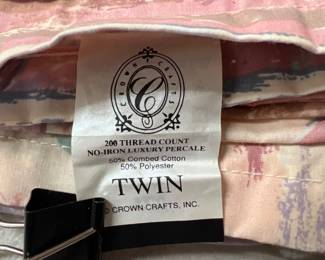 CROWN CRAFTS
C
200 THREAD COUNT
NO-IRON LUXURY PERCALE
50% Combed Cotton
50% Polyester
TWIN
CROWN CRAFTS, INC.